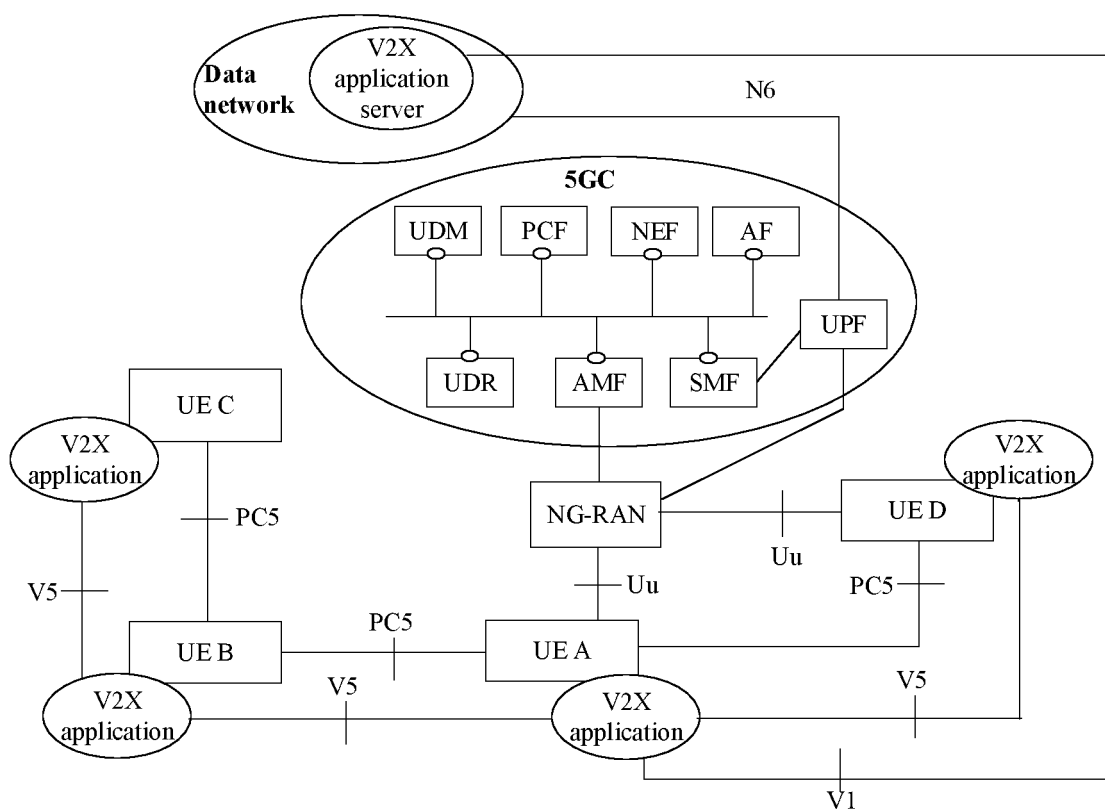 V2X
application
server
Data
network
N6
5GC
UDM
PCF
NEF
AF
UPF
UDR
AMF
SMF
UE C
V2X
application
V2X
application
NG-RAN
UE D
PC5
Uu
V5
Uu
PC5
PC5
UE B
UE A
V5
V5
V2X
application
V2X
application
V1